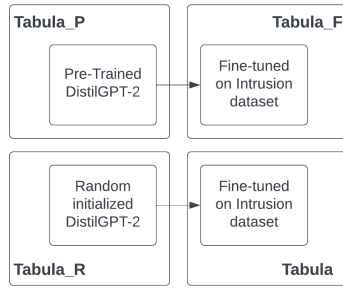 Tabula_P
Tabula_F
Pre-Trained
DistilGPT-2
Fine-tuned
on Intrusion
dataset
Random
initialized
DistilGPT-2
Fine-tuned
on Intrusion
dataset
Tabula_R
Tabula